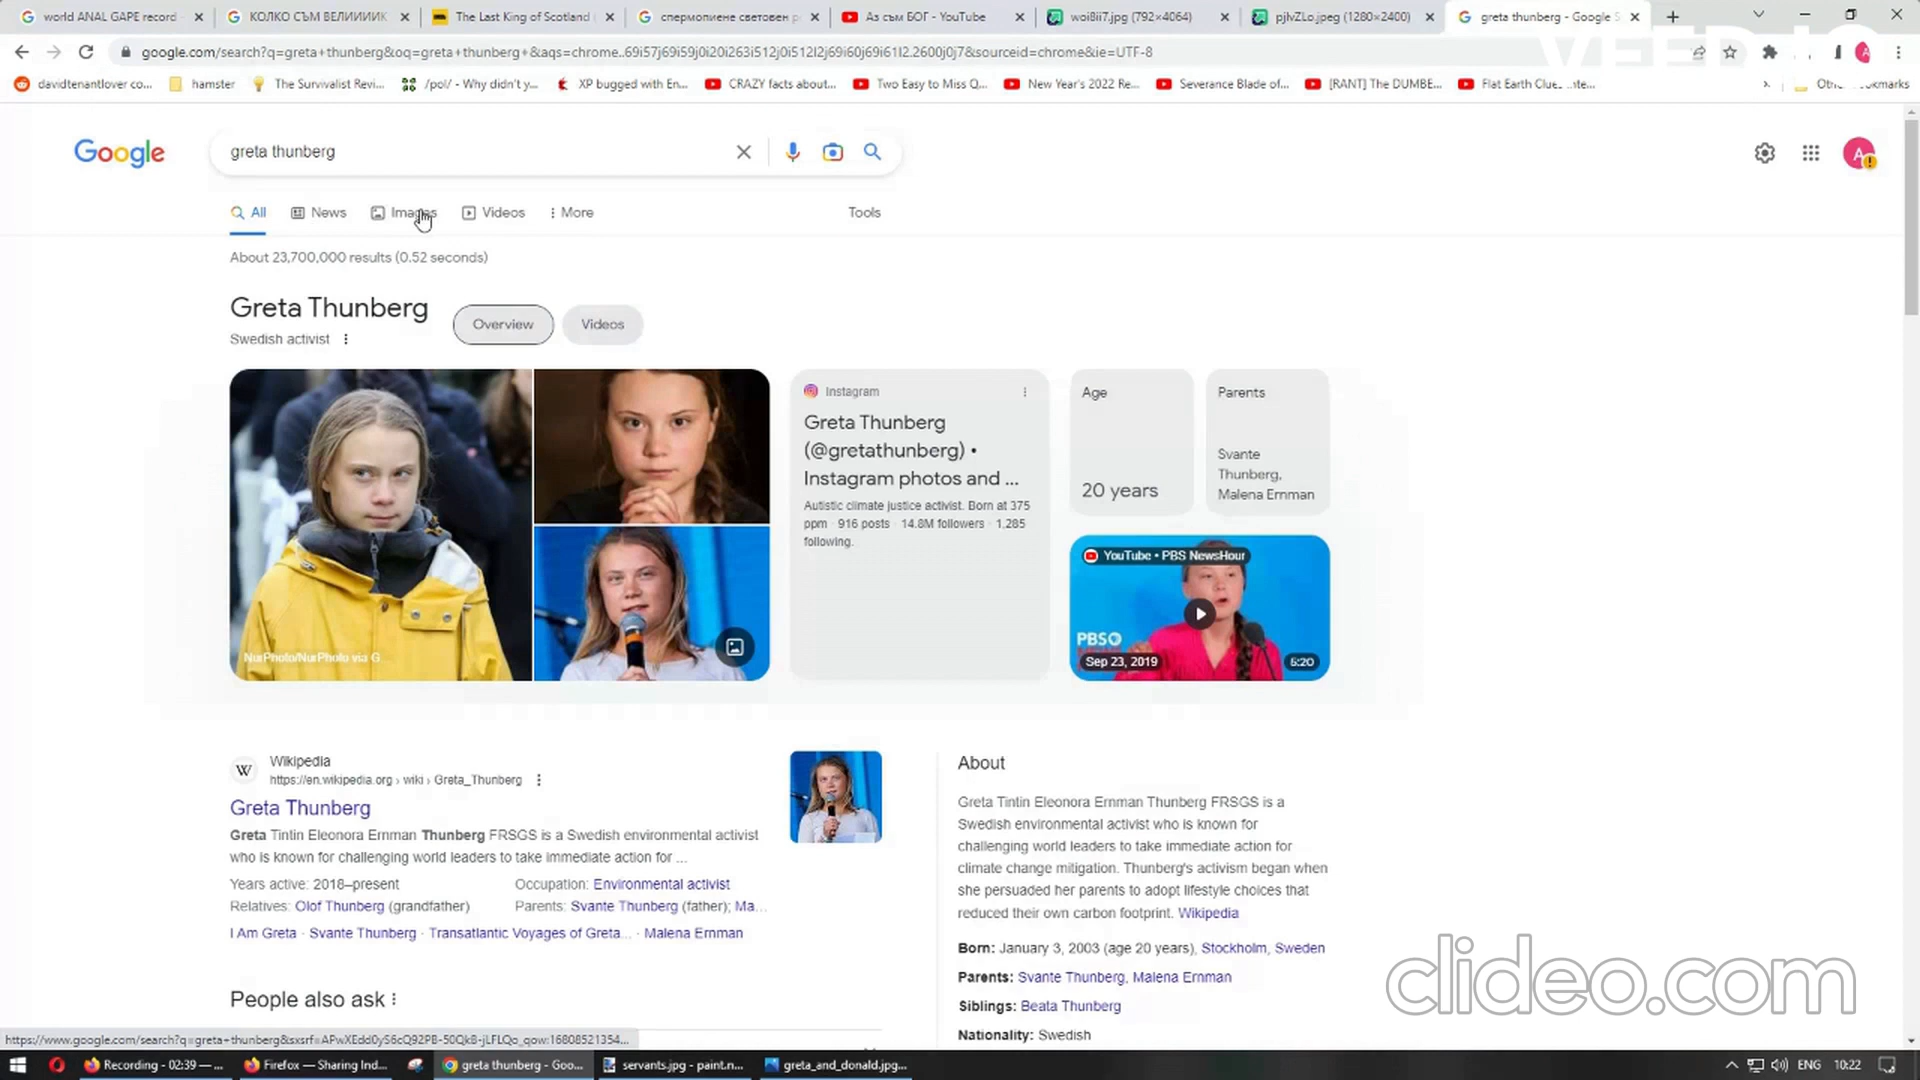 world ANAL GAPE record
КОЛКО СЪМ ВЕЛИИИИК
The Last King of Scotland (
спермопиене световен р
Аз съм БОГ - YouTube
woi8ii7.jpg (792×4064)
pjlvZLo.jpeg (1280×2400)
greta thunberg - Google S
google.com/search?q=greta+thunberg&oq=greta+thunberg+&aqs=chrome..69i57j69i59j0i20i263i512j0i512l2j69i60j69i61l2.2600j0j7&sourceid=chrome&ie=UTF-8
davidtenantlover co...
hamster
The Survivalist Revi...
/pol/ - Why didn't y...
XP bugged with En...
CRAZY facts about...
Two Easy to Miss Q...
New Year's 2022 Re...
Severance Blade of...
[RANT] The DUMBE...
Flat Earth Clues
Google
greta thunberg
A
All
News
Images
Videos
More
Tools
About 23,700,000 results (0.52 seconds)
Greta Thunberg
Overview
Videos
Swedish activist
NurPhoto/NurPhoto via G...
Instagram
Greta Thunberg
(@gretathunberg) •
Instagram photos and ...
Autistic climate justice activist. Born at 375
ppm · 916 posts · 14.8M followers · 1,285
following.
Age
20 years
Parents
Svante
Thunberg,
Malena Ernman
YouTube • PBS NewsHour
PBS
Sep 23, 2019
5:20
W
Wikipedia
https://en.wikipedia.org › wiki › Greta_Thunberg
Greta Thunberg
Greta Tintin Eleonora Ernman Thunberg FRSGS is a Swedish environmental activist
who is known for challenging world leaders to take immediate action for ...
Years active: 2018–present
Occupation: Environmental activist
Relatives: Olof Thunberg (grandfather)
Parents: Svante Thunberg (father); Ma...
I Am Greta · Svante Thunberg · Transatlantic Voyages of Greta... · Malena Ernman
People also ask
About
Greta Tintin Eleonora Ernman Thunberg FRSGS is a
Swedish environmental activist who is known for
challenging world leaders to take immediate action for
climate change mitigation. Thunberg's activism began when
she persuaded her parents to adopt lifestyle choices that
reduced their own carbon footprint. Wikipedia
Born: January 3, 2003 (age 20 years), Stockholm, Sweden
Parents: Svante Thunberg, Malena Ernman
Siblings: Beata Thunberg
Nationality: Swedish
clideo.com
Recording - 02:39 — ...
Firefox — Sharing Ind...
greta thunberg - Goo...
servants.jpg - paint.n...
greta_and_donald.jpg...
ENG
10:22